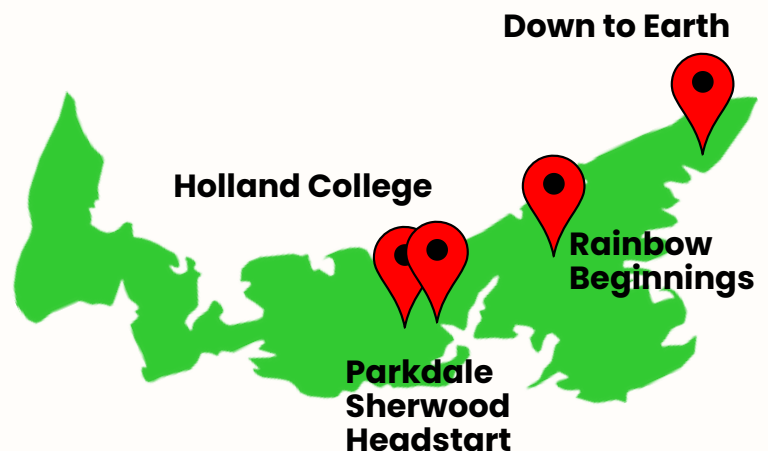 Down to Earth
Holland College
Rainbow
Beginnings
Parkdale
Sherwood
Headstart